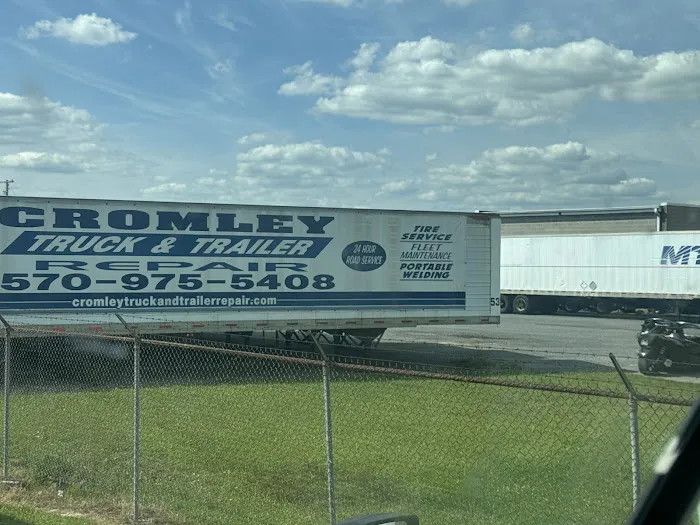 CROMLEY
TRUCK & TRAILER
REPAIR
570-975-5408
cromleytruckandtrailerrepair.com
24 HOUR
ROAD SERVICE
TIRE
SERVICE
FLEET
MAINTENANCE
PORTABLE
WELDING
53